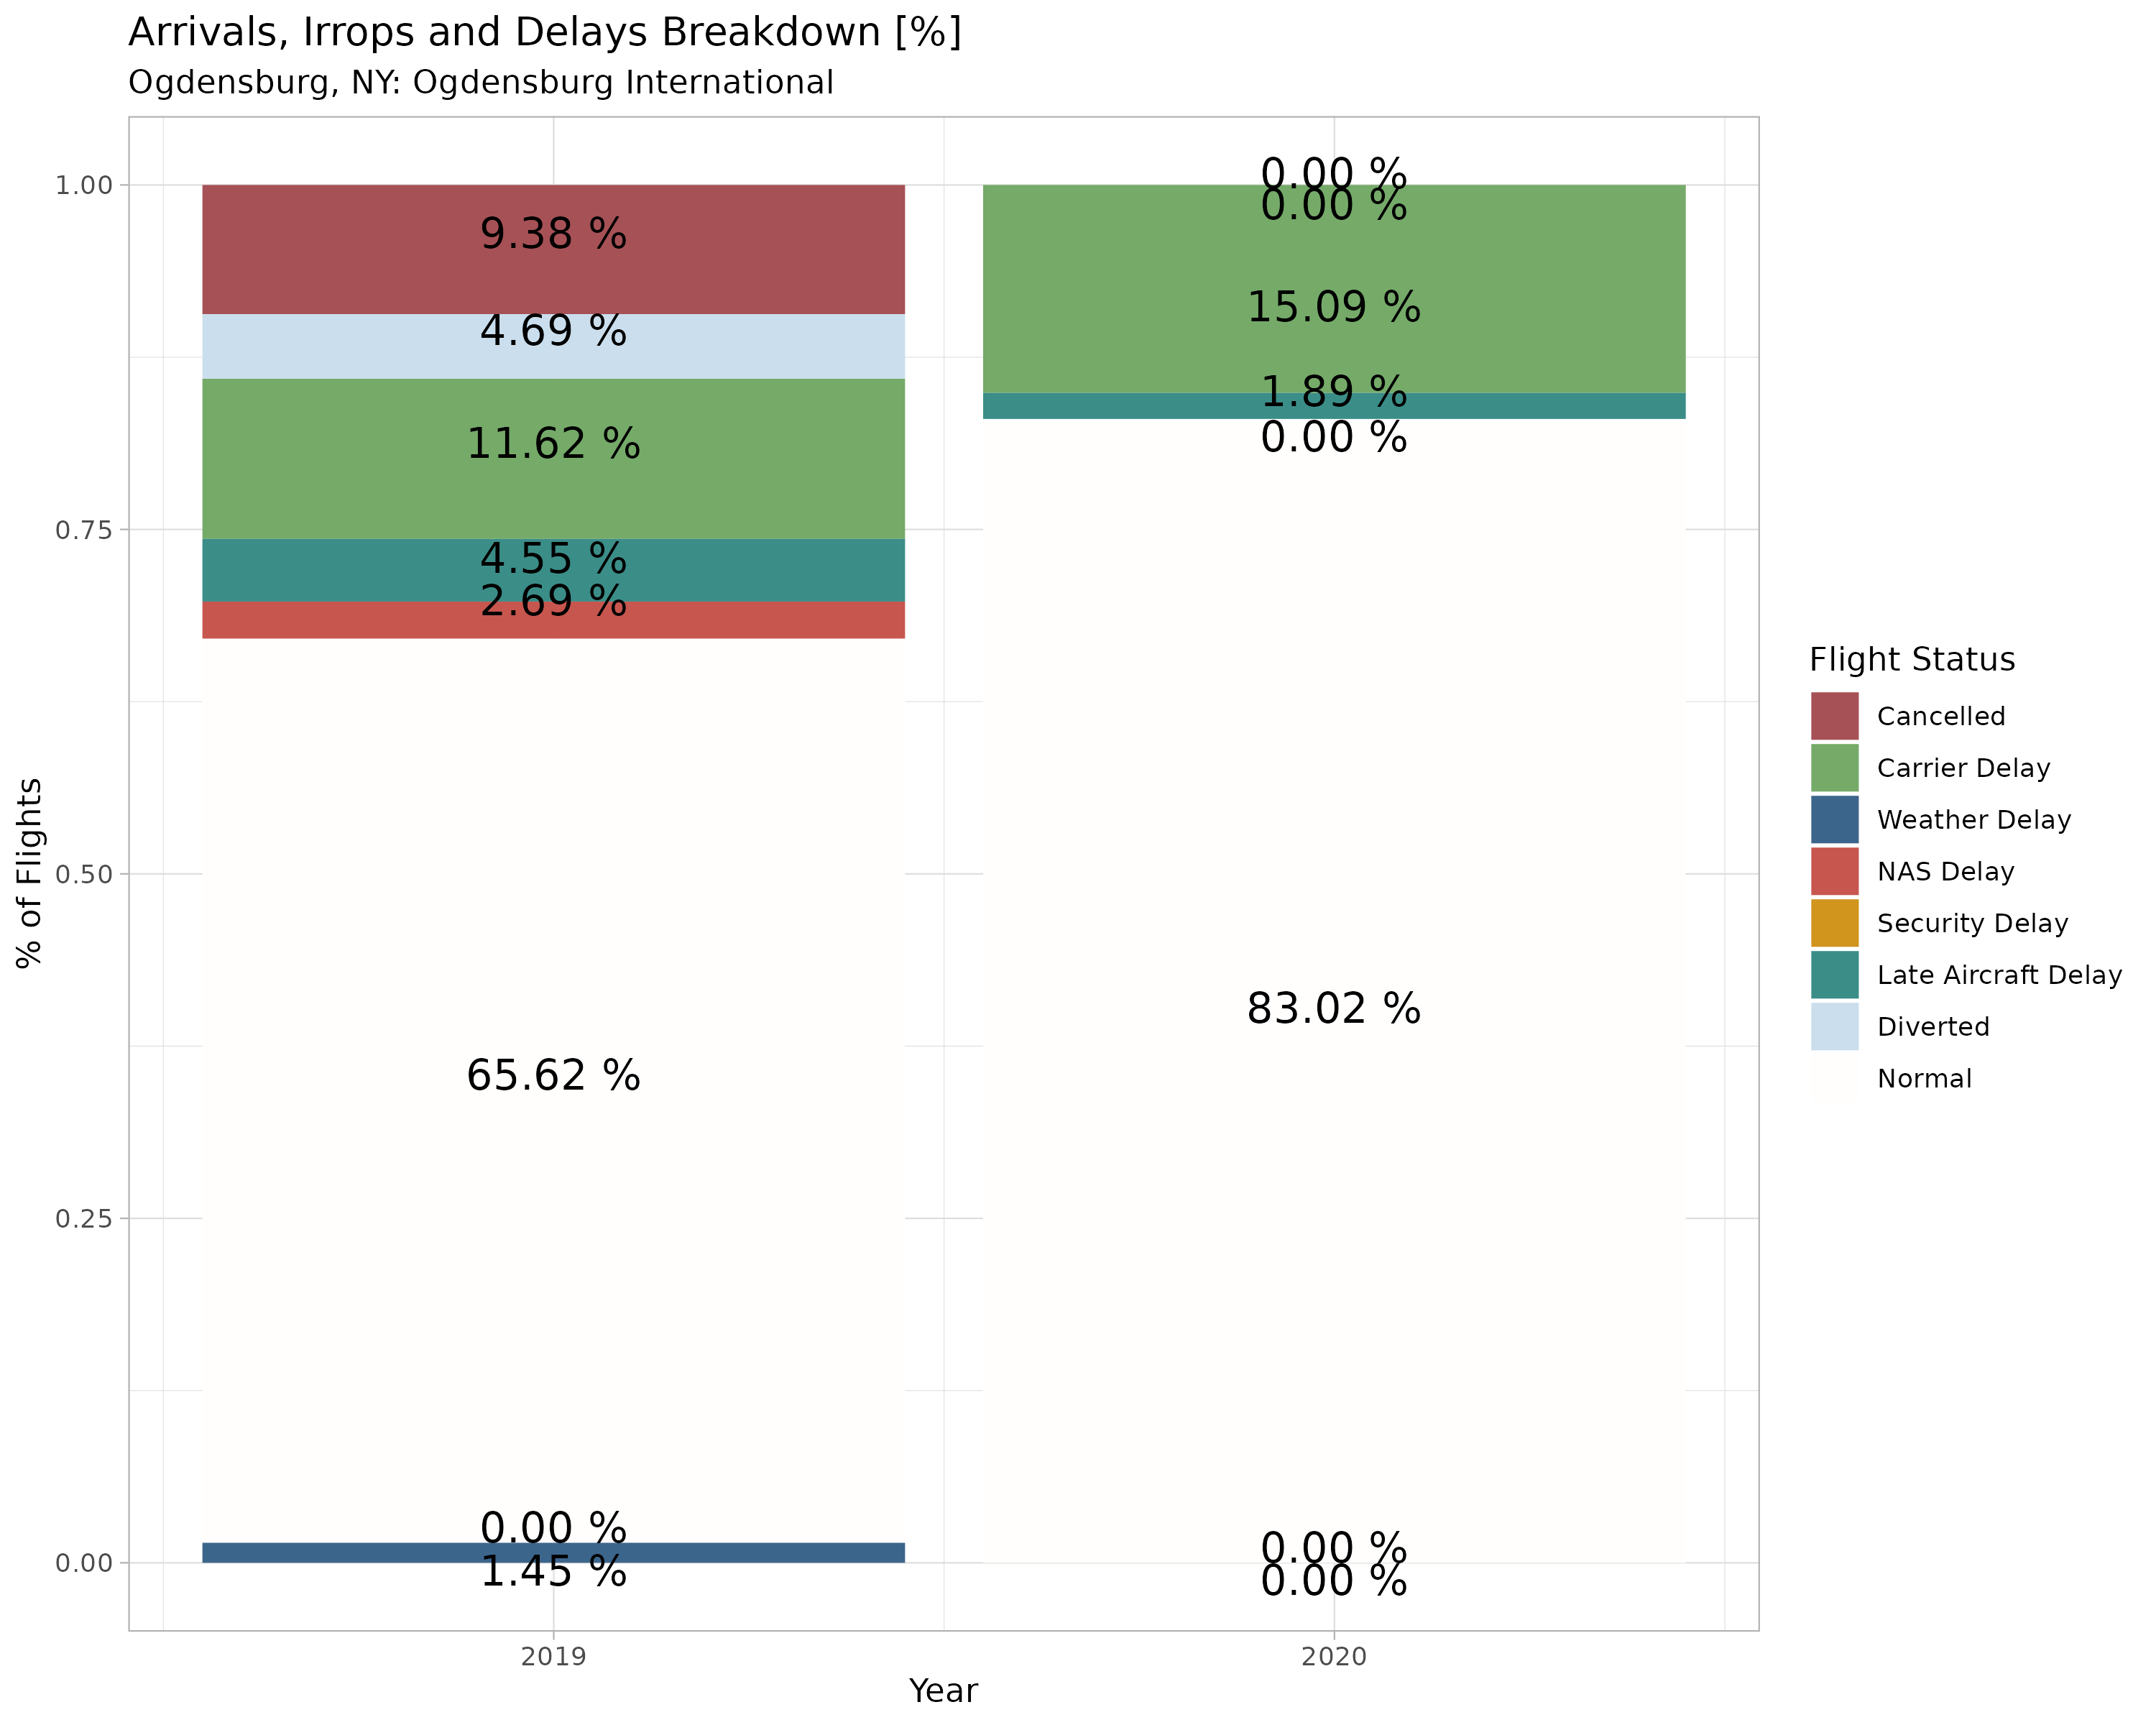 Arrivals, Irrops and Delays Breakdown [%]
Ogdensburg, NY: Ogdensburg International
% of Flights
1.00
0.75
0.50
0.25
0.00
9.38 %
4.69 %
11.62 %
4.55 %
2.69 %
65.62 %
0.00 %
1.45 %
0.00 %
0.00 %
15.09 %
1.89 %
0.00 %
83.02 %
0.00 %
0.00 %
2019
2020
Year
Flight Status
Cancelled
Carrier Delay
Weather Delay
NAS Delay
Security Delay
Late Aircraft Delay
Diverted
Normal